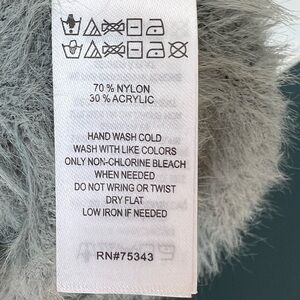 70 % NYLON
30 % ACRYLIC
HAND WASH COLD
WASH WITH LIKE COLORS
ONLY NON-CHLORINE BLEACH
WHEN NEEDED
DO NOT WRING OR TWIST
DRY FLAT
LOW IRON IF NEEDED
RN#75343